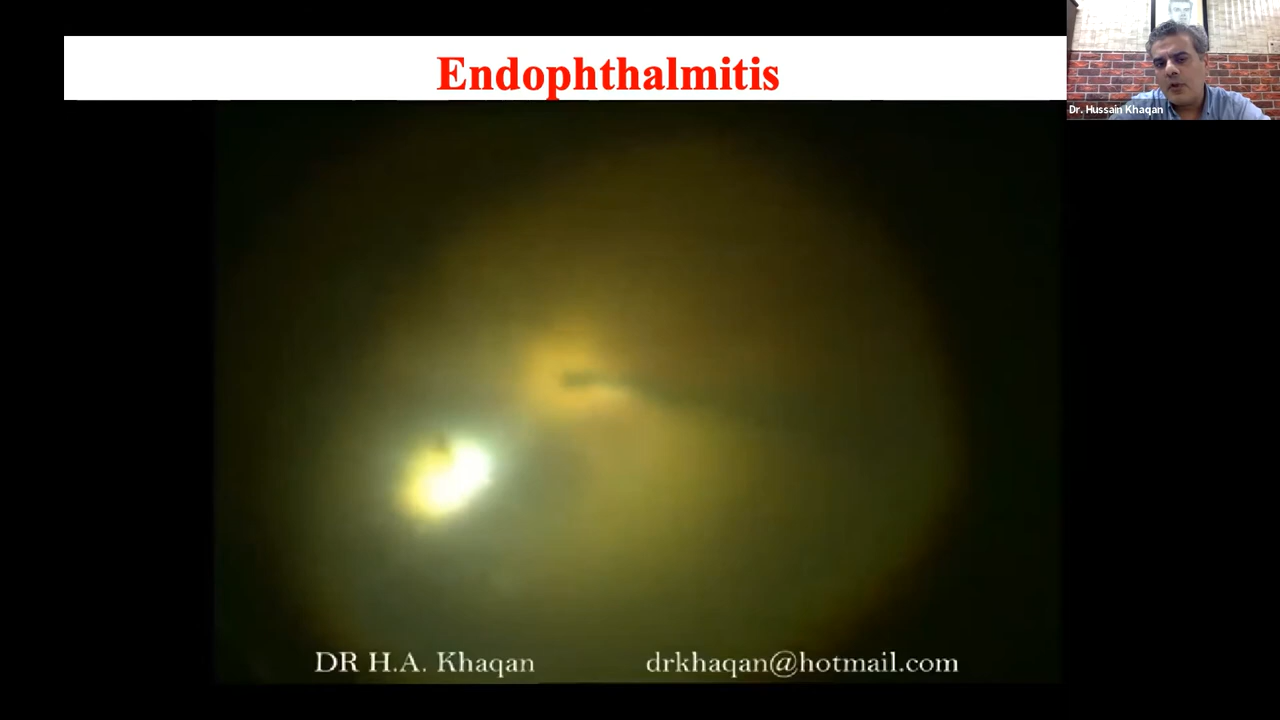 Endophthalmitis
Dr. Hussain Khaqan
DR H.A. Khaqan
drkhaqan@hotmail.com